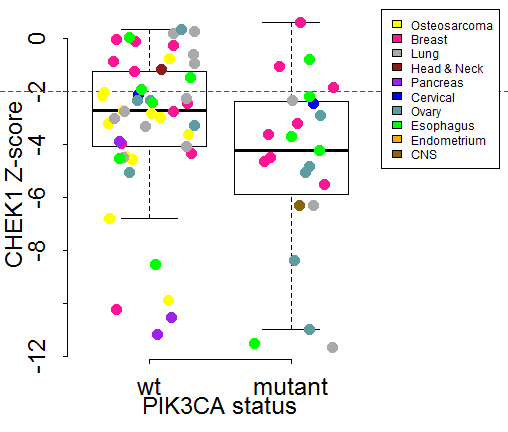 CHEK1 Z-score
0
-2
-4
-6
-8
-12
wt
mutant
PIK3CA status
Osteosarcoma
Breast
Lung
Head & Neck
Pancreas
Cervical
Ovary
Esophagus
Endometrium
CNS